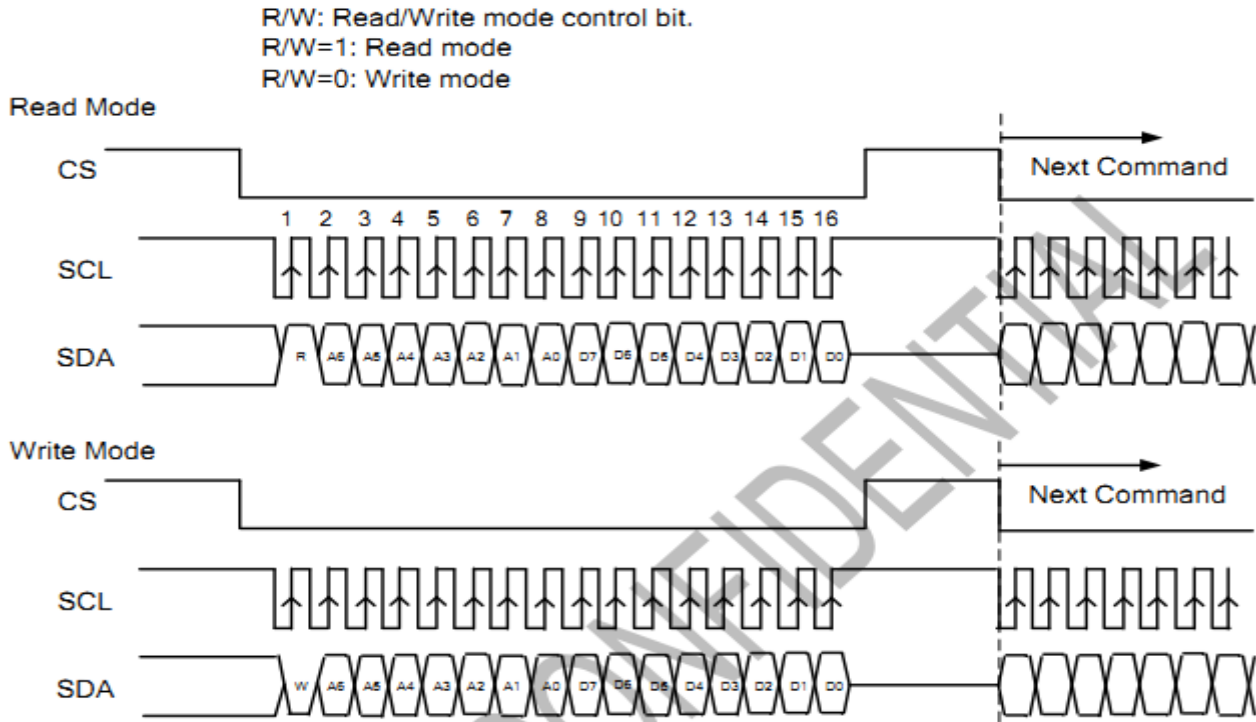 R/W: Read/Write mode control bit.
R/W=1: Read mode
R/W=0: Write mode
Read Mode
CS
Next Command
1 2 3 4 5 6 7 8 9 10 11 12 13 14 15 16
SCL
SDA
R A6 A5 A4 A3 A2 A1 A0 D7 D6 D5 D4 D3 D2 D1 D0
Write Mode
CS
Next Command
SCL
SDA
W A6 A5 A4 A3 A2 A1 A0 D7 D6 D5 D4 D3 D2 D1 D0
CONFIDENTIAL